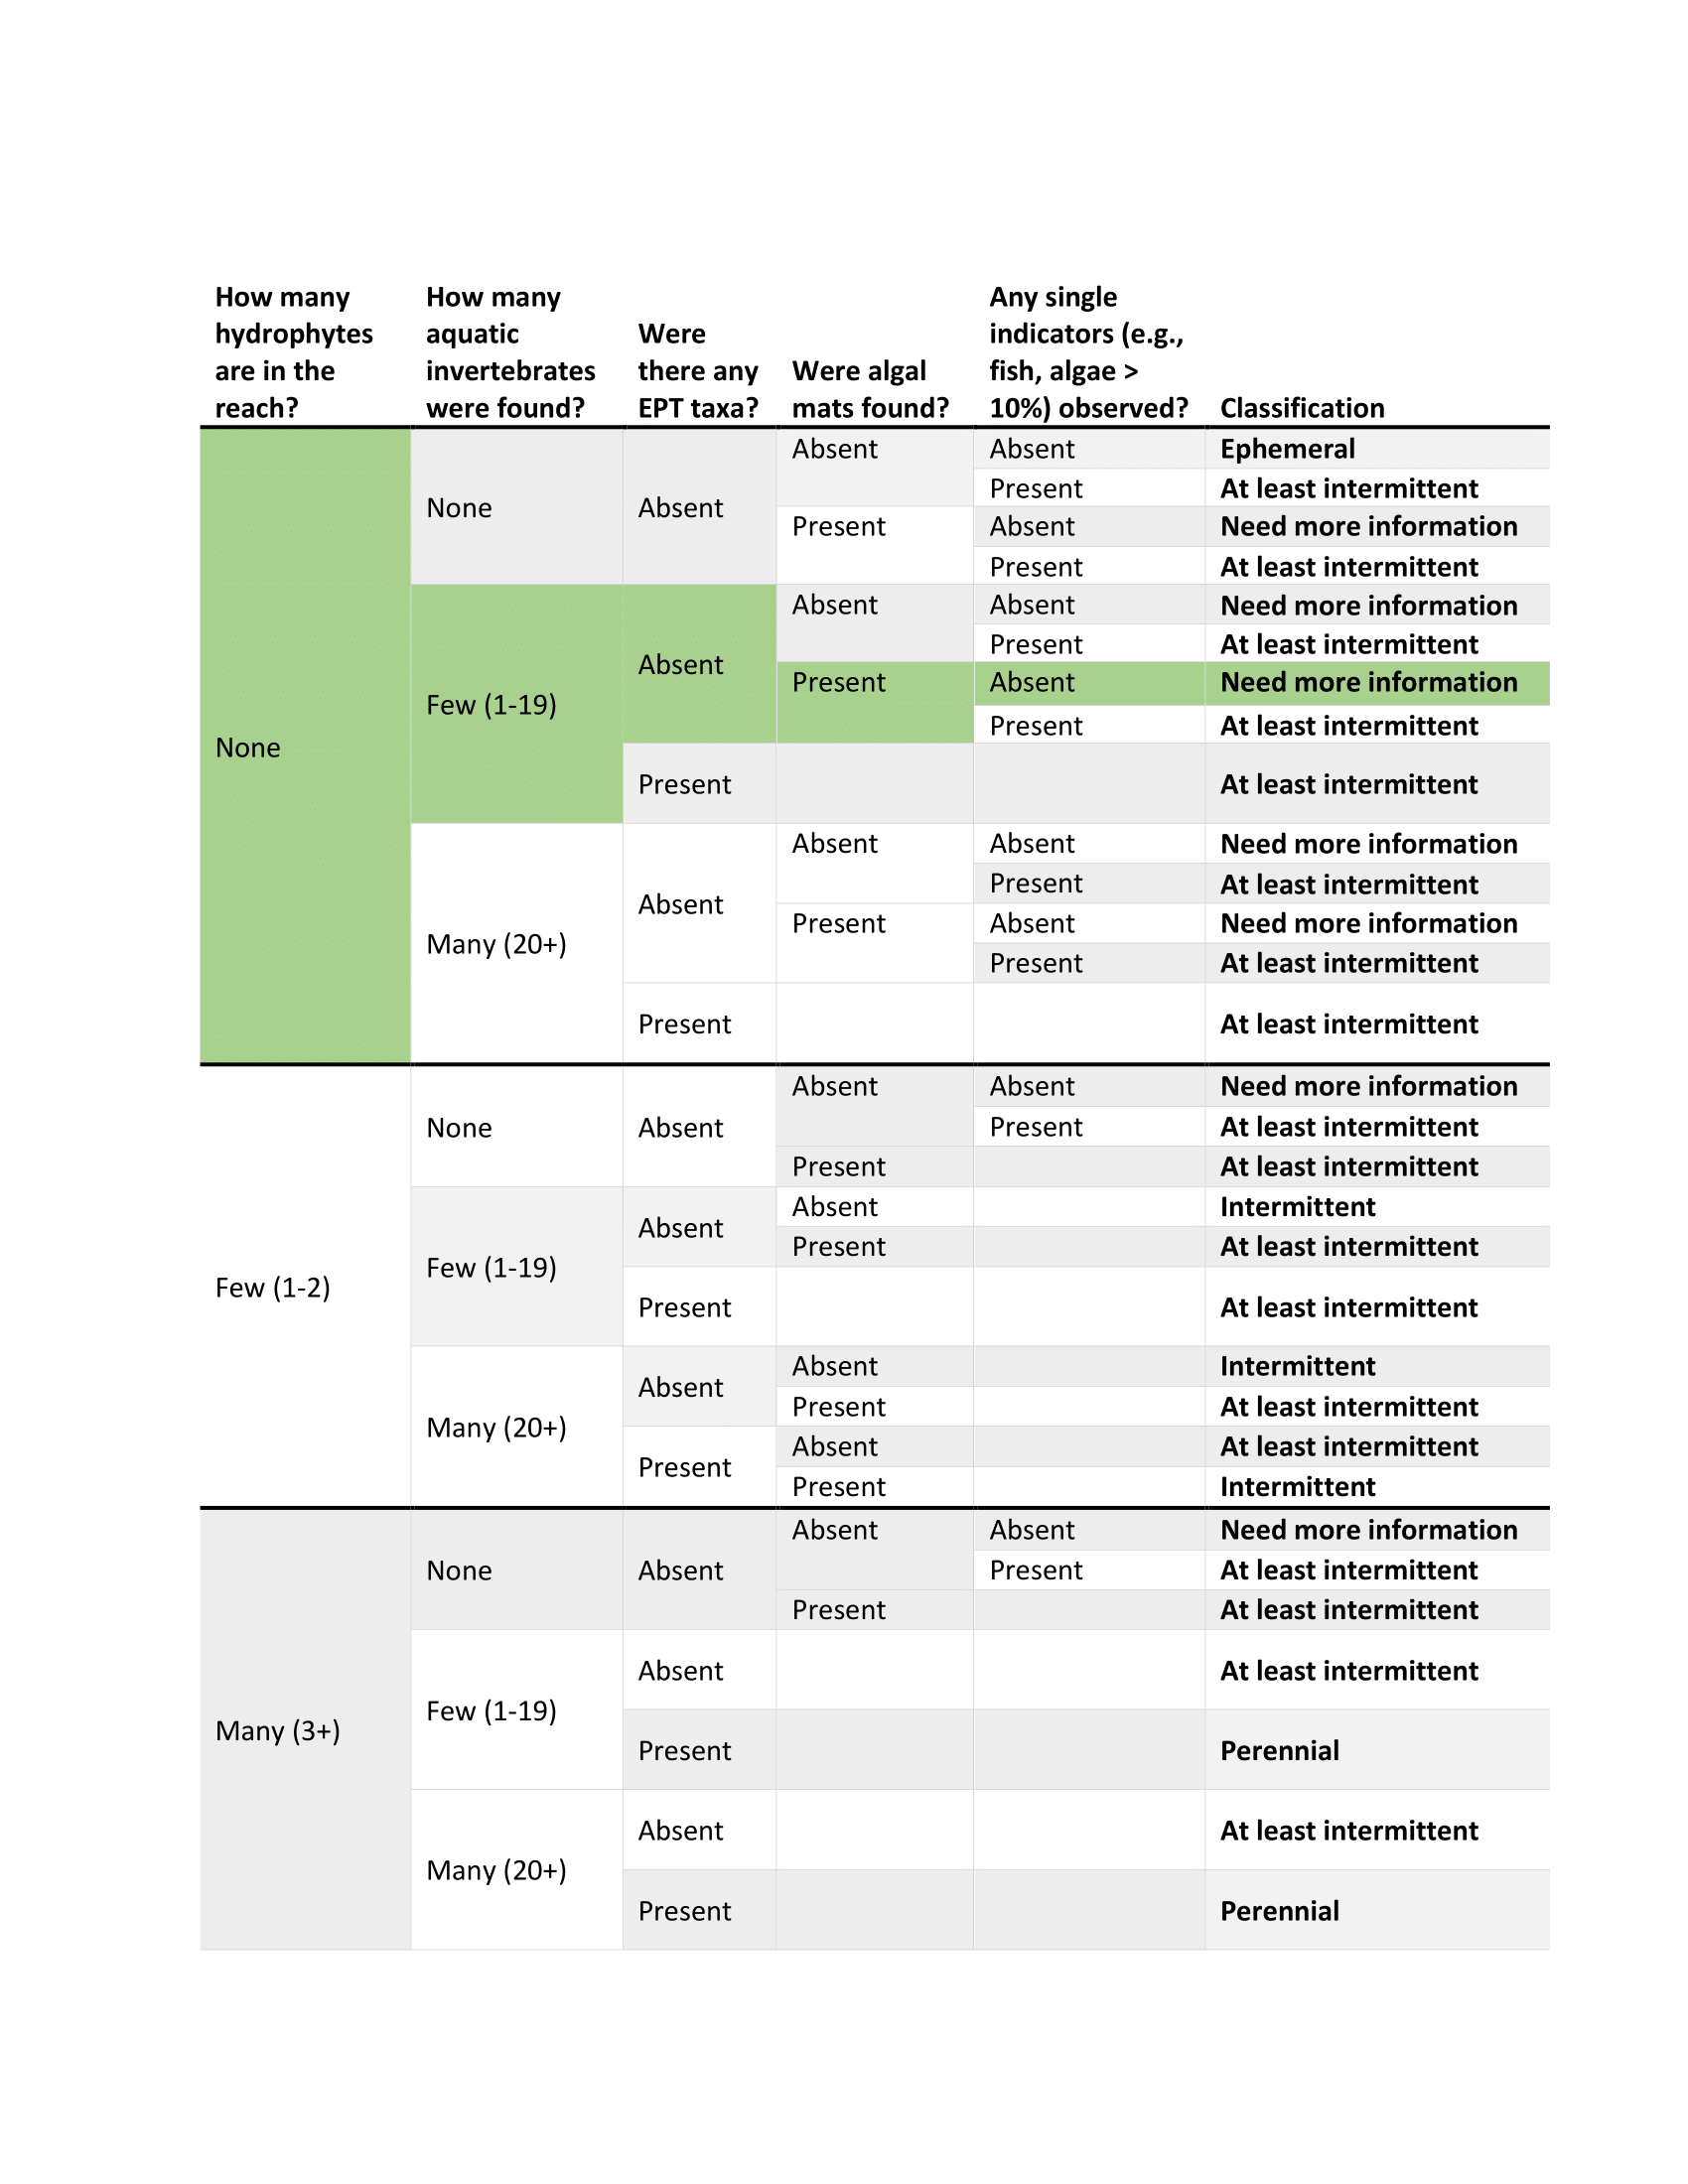 How many
hydrophytes
are in the
reach?
How many
aquatic
invertebrates
were found?
Were
there any
EPT taxa?
Were algal
mats found?
Any single
indicators (e.g.,
fish, algae >
10%) observed?
Classification
None
None
Absent
Absent
Absent
Ephemeral
Present
At least intermittent
Present
Absent
Need more information
Present
At least intermittent
Few (1-19)
Absent
Absent
Absent
Need more information
Present
At least intermittent
Present
Absent
Need more information
Present
At least intermittent
Present
At least intermittent
Many (20+)
Absent
Absent
Absent
Need more information
Present
At least intermittent
Present
Absent
Need more information
Present
At least intermittent
Present
At least intermittent
Few (1-2)
None
Absent
Absent
Absent
Need more information
Present
At least intermittent
Present
At least intermittent
Few (1-19)
Absent
Absent
Intermittent
Present
At least intermittent
Present
At least intermittent
Many (20+)
Absent
Absent
Intermittent
Present
At least intermittent
Present
Absent
At least intermittent
Present
Intermittent
Many (3+)
None
Absent
Absent
Absent
Need more information
Present
At least intermittent
Present
At least intermittent
Few (1-19)
Absent
At least intermittent
Present
Perennial
Many (20+)
Absent
At least intermittent
Present
Perennial